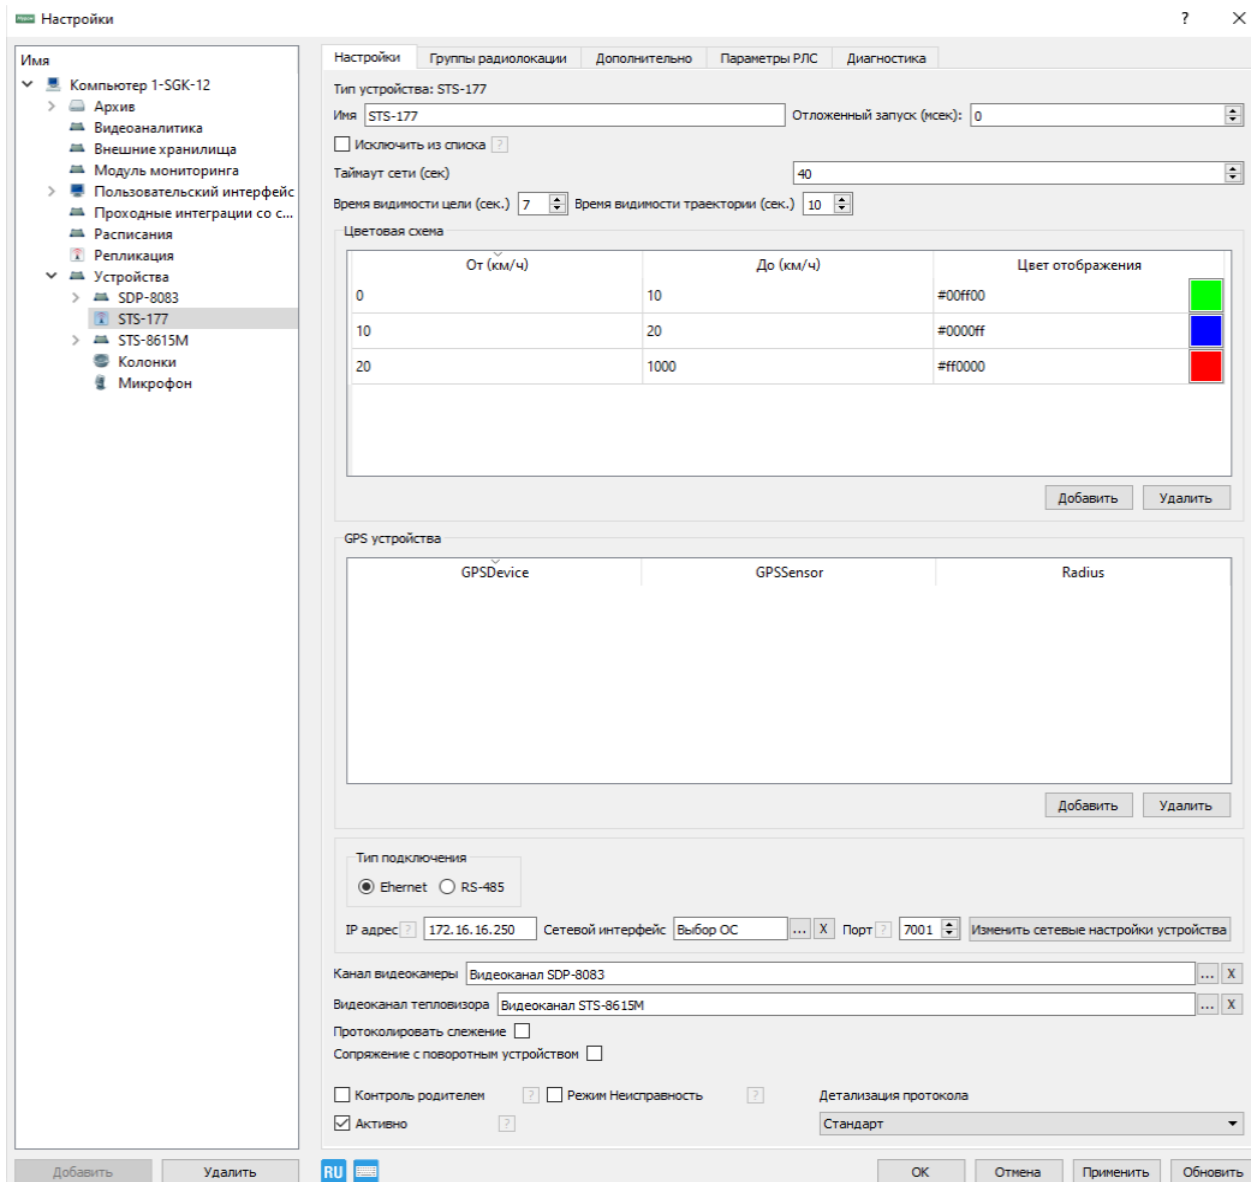 Настройки
? ×
Имя
Компьютер 1-SGK-12
Архив
Видеоаналитика
Внешние хранилища
Модуль мониторинга
Пользовательский интерфейс
Проходные интеграции со с...
Расписания
Репликация
Устройства
SDP-8083
STS-177
STS-8615M
Колонки
Микрофон
Добавить Удалить
Настройки Группы радиолокации Дополнительно Параметры РЛС Диагностика
Тип устройства: STS-177
Имя STS-177 Отложенный запуск (мсек): 0
Исключить из списка ?
Таймаут сети (сек) 40
Время видимости цели (сек.) 7 Время видимости траектории (сек.) 10
Цветовая схема
От (км/ч) До (км/ч) Цвет отображения
0 10 #00ff00
10 20 #0000ff
20 1000 #ff0000
Добавить Удалить
GPS устройства
GPSDevice GPSSensor Radius
Добавить Удалить
Тип подключения
Ehernet RS-485
IP адрес ? 172.16.16.250 Сетевой интерфейс Выбор ОС ... X Порт ? 7001 Изменить сетевые настройки устройства
Канал видеокамеры Видеоканал SDP-8083 ... X
Видеоканал тепловизора Видеоканал STS-8615M ... X
Протоколировать слежение
Сопряжение с поворотным устройством
Контроль родителем ? Режим Неисправность ? Детализация протокола
Активно ? Стандарт
RU OK Отмена Применить Обновить